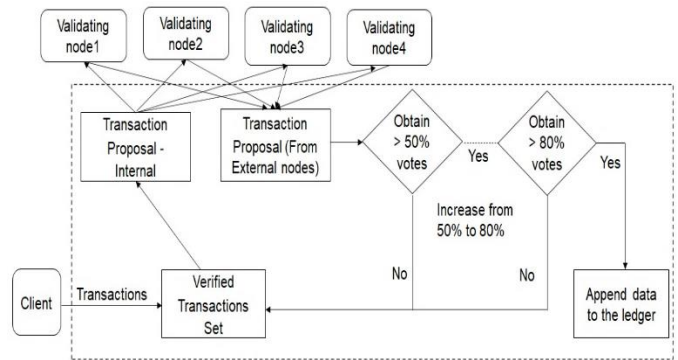 Validating
node1
Validating
node2
Validating
node3
Validating
node4
Transaction
Proposal -
Internal
Transaction
Proposal (From
External nodes)
Obtain
> 50%
votes
Yes
Obtain
> 80%
votes
Yes
Increase from
50% to 80%
No
No
Client
Transactions
Verified
Transactions
Set
Append data
to the ledger